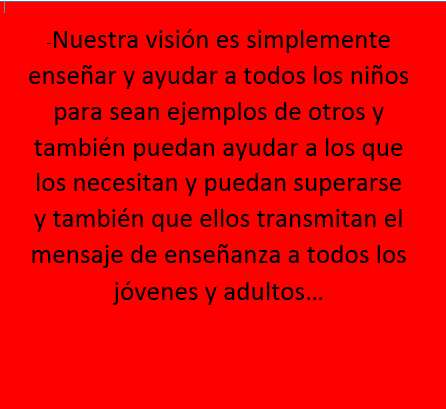 -Nuestra visión es simplemente
enseñar y ayudar a todos los niños
para sean ejemplos de otros y
también puedan ayudar a los que
los necesitan y puedan superarse
y también que ellos transmitan el
mensaje de enseñanza a todos los
jóvenes y adultos...